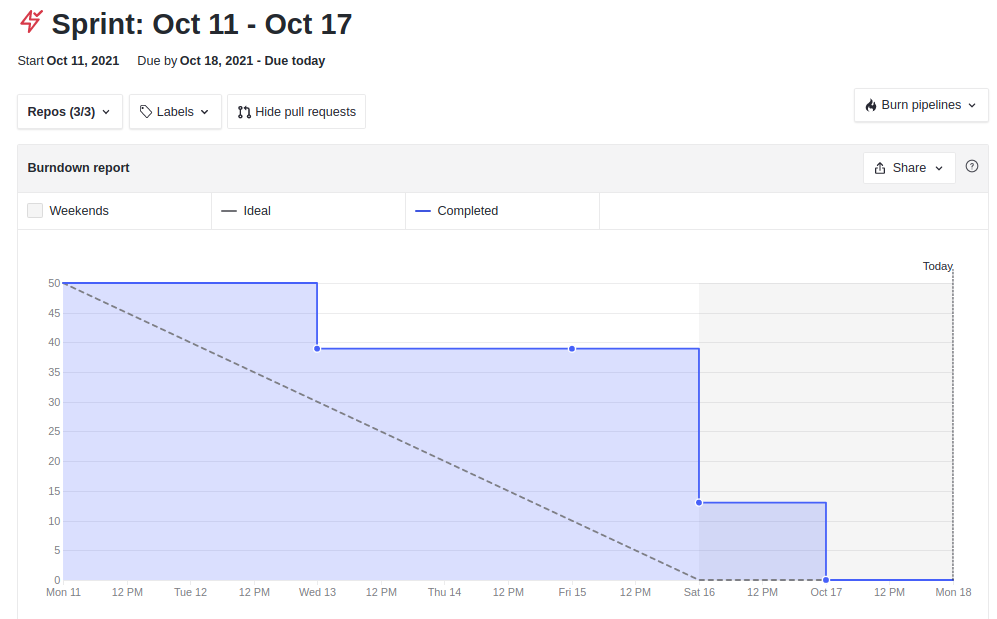 Sprint: Oct 11 - Oct 17
Start Oct 11, 2021 Due by Oct 18, 2021 - Due today
Repos (3/3) Labels Hide pull requests Burn pipelines
Burndown report Share ?
Weekends Ideal Completed
Today
50
45
40
35
30
25
20
15
10
5
0
Mon 11 12 PM Tue 12 12 PM Wed 13 12 PM Thu 14 12 PM Fri 15 12 PM Sat 16 12 PM Oct 17 12 PM Mon 18